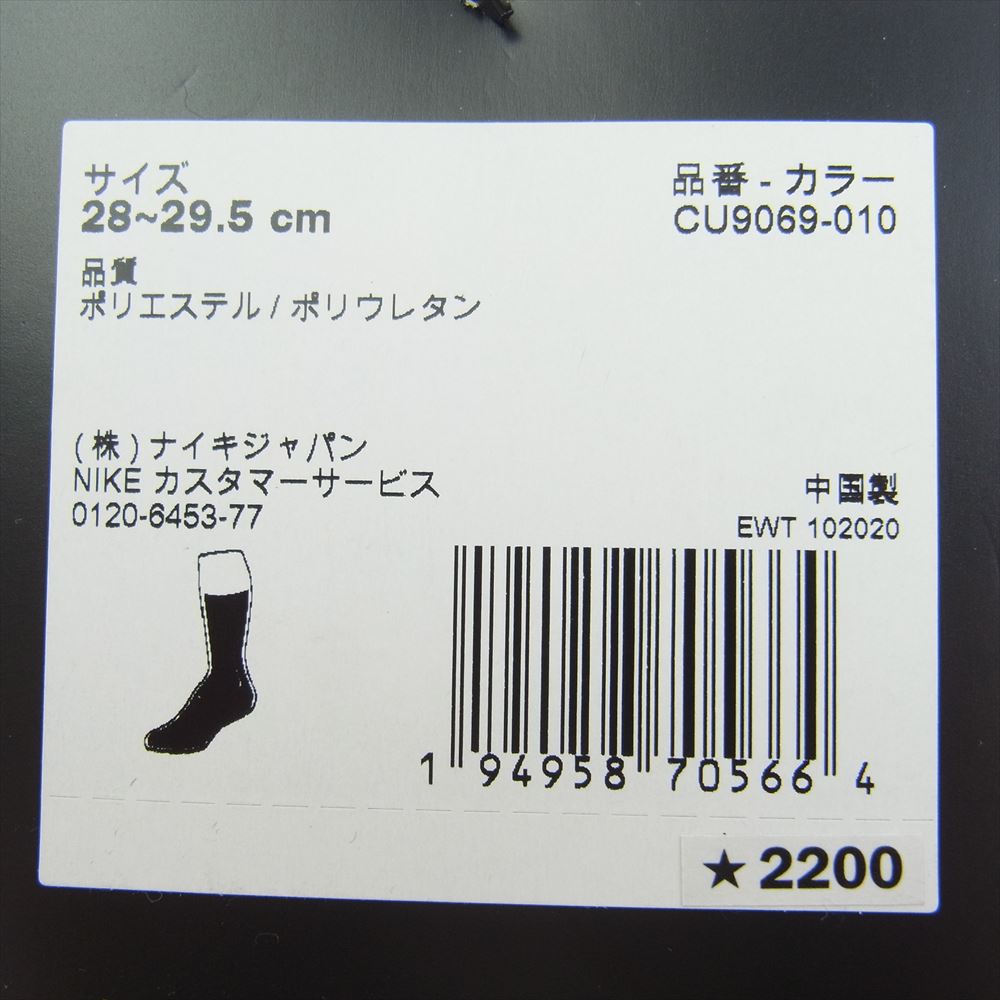 サイズ
28~29.5 cm
品番 - カラー
CU9069-010
品質
ポリエステル / ポリウレタン
(株)ナイキジャパン
NIKE カスタマーサービス
0120-6453-77
中国製
EWT 102020
1 94958 70566 4
★2200